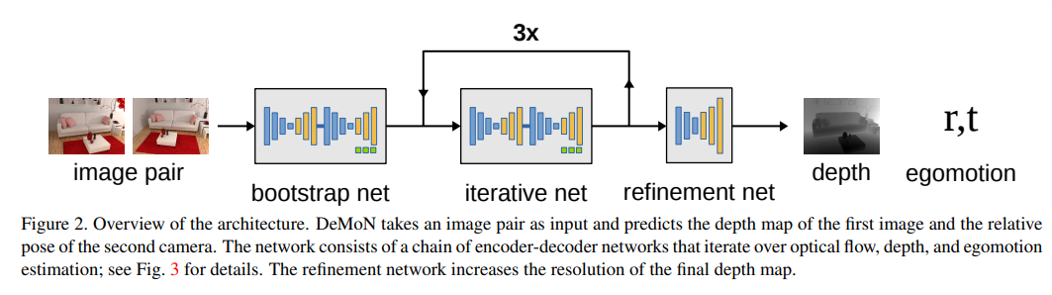 3x
image pair
bootstrap net
iterative net
refinement net
depth
r,t
egomotion
Figure 2. Overview of the architecture. DeMoN takes an image pair as input and predicts the depth map of the first image and the relative
pose of the second camera. The network consists of a chain of encoder-decoder networks that iterate over optical flow, depth, and egomotion
estimation; see Fig. 3 for details. The refinement network increases the resolution of the final depth map.